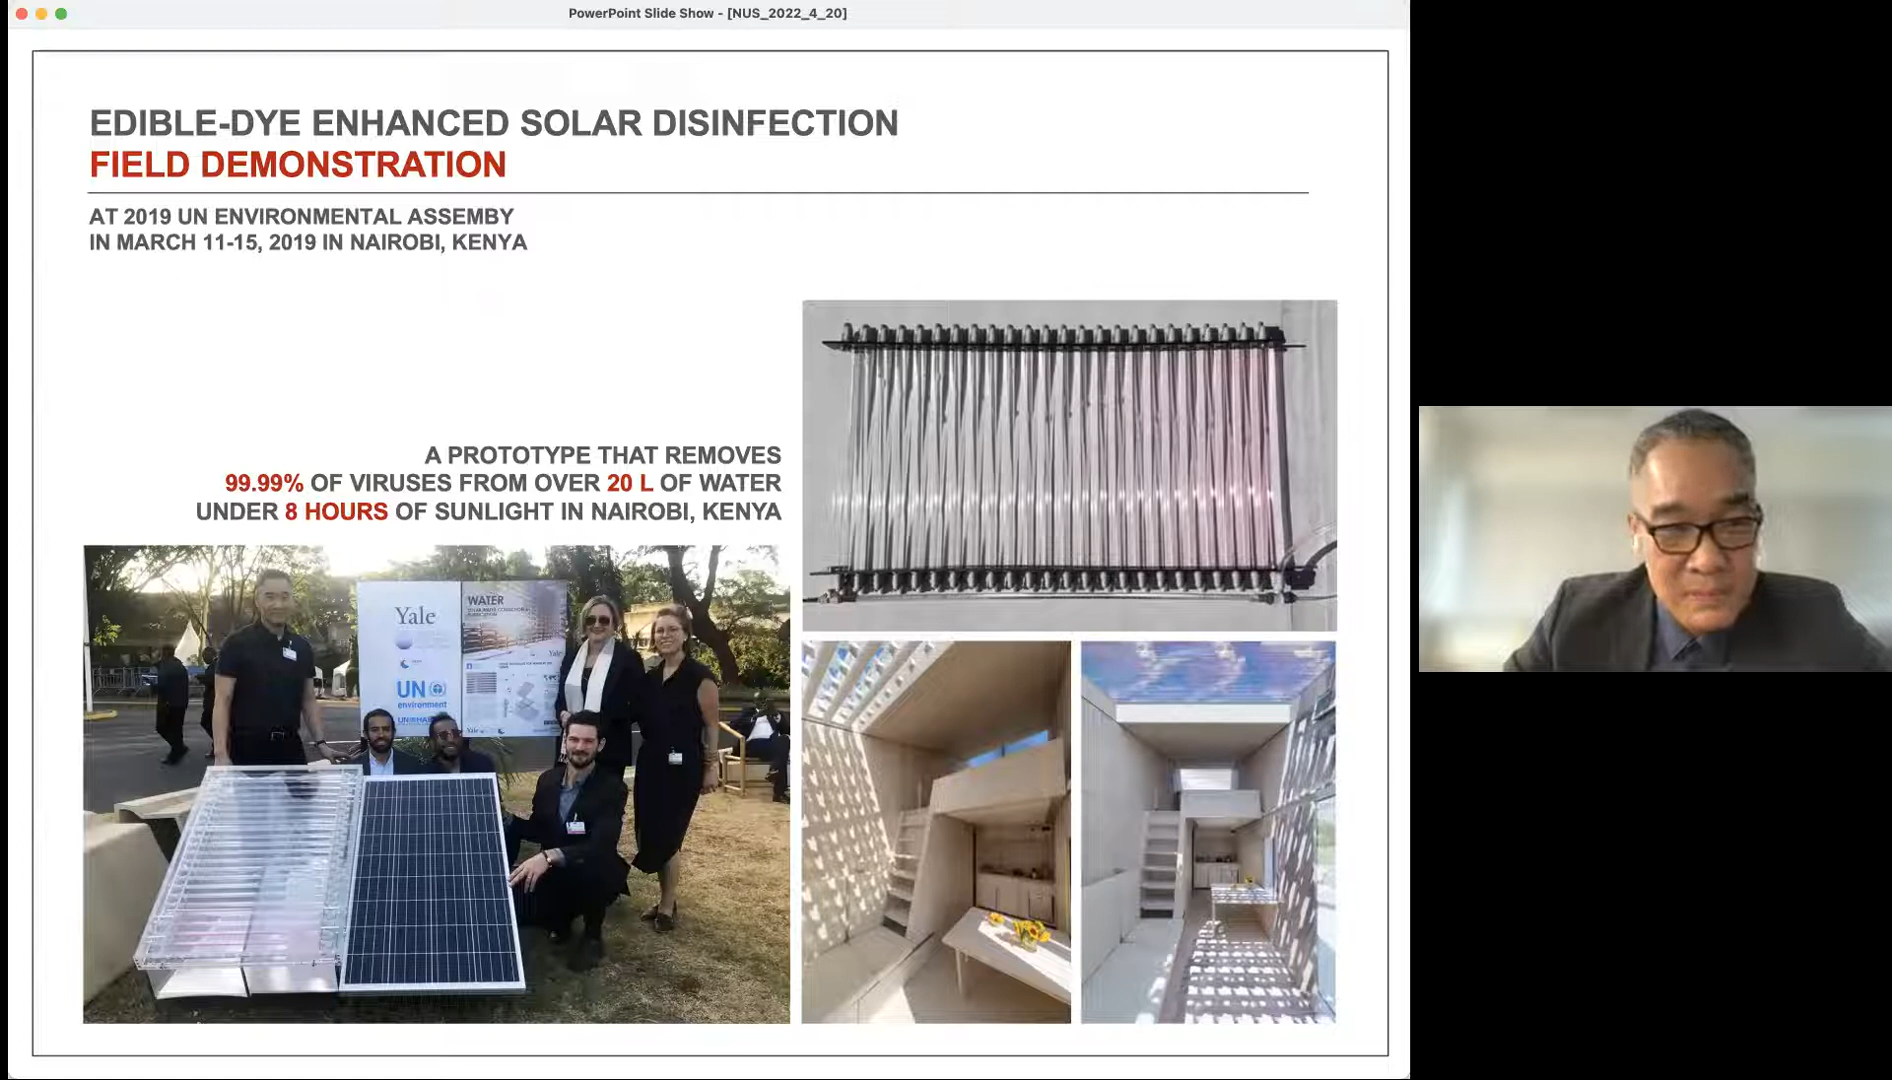 PowerPoint Slide Show - [NUS_2022_4_20]
EDIBLE-DYE ENHANCED SOLAR DISINFECTION
FIELD DEMONSTRATION
AT 2019 UN ENVIRONMENTAL ASSEMBY
IN MARCH 11-15, 2019 IN NAIROBI, KENYA
A PROTOTYPE THAT REMOVES
99.99% OF VIRUSES FROM OVER 20 L OF WATER
UNDER 8 HOURS OF SUNLIGHT IN NAIROBI, KENYA
Yale
UN
environment
WATER
Yale